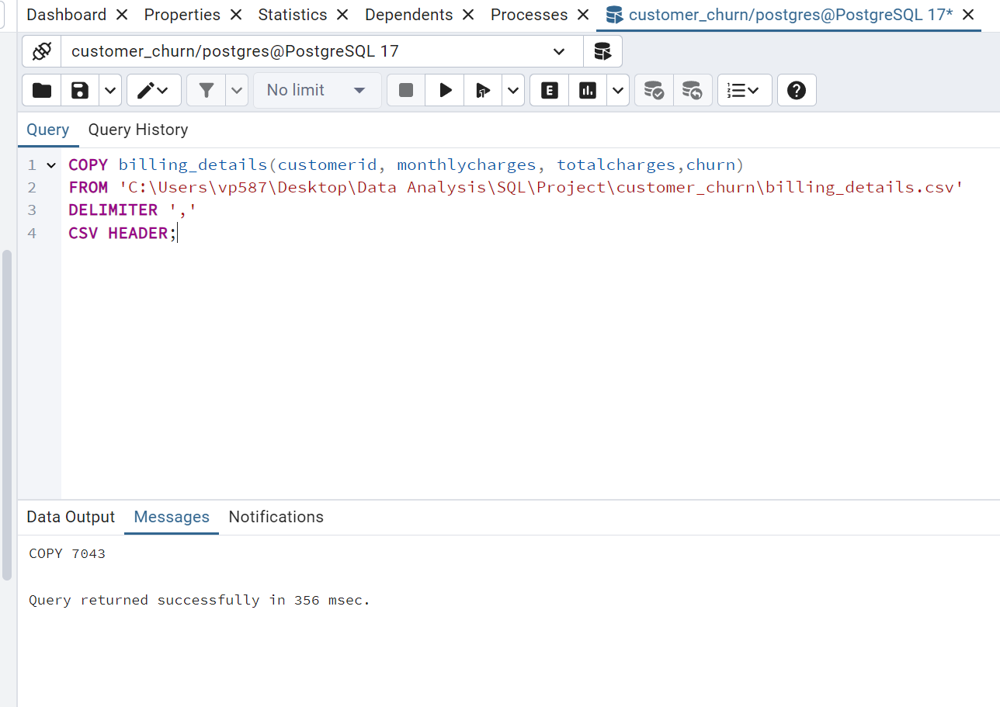 Dashboard Properties Statistics Dependents Processes customer_churn/postgres@PostgreSQL 17*
customer_churn/postgres@PostgreSQL 17
No limit E
Query Query History
1 COPY billing_details(customerid, monthlycharges, totalcharges,churn)
2 FROM 'C:\Users\vp587\Desktop\Data Analysis\SQL\Project\customer_churn\billing_details.csv'
3 DELIMITER ','
4 CSV HEADER;
Data Output Messages Notifications
COPY 7043
Query returned successfully in 356 msec.